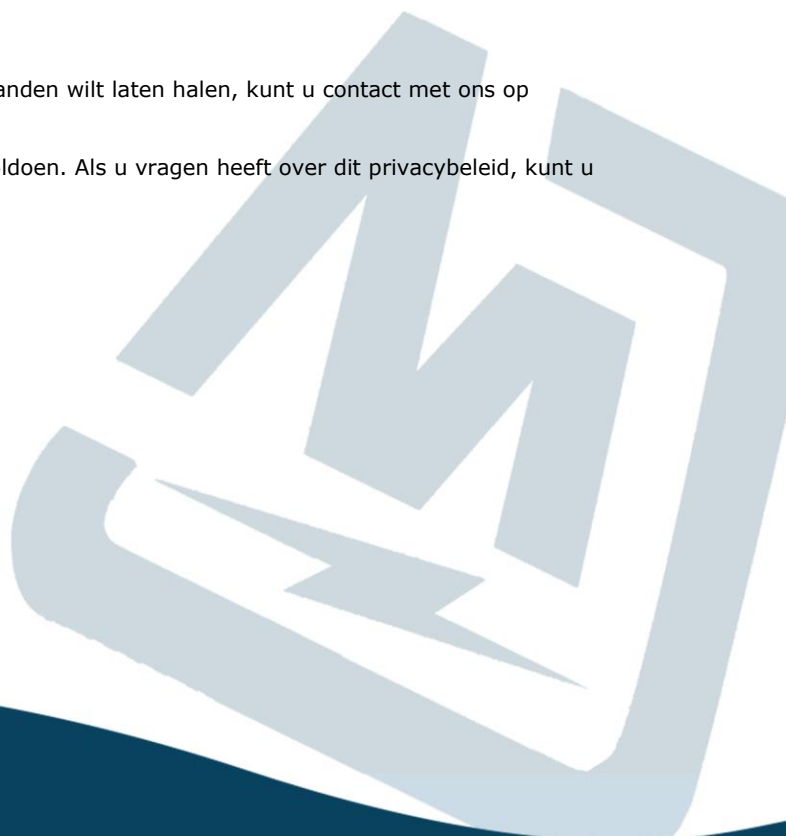 anden wilt laten halen, kunt u contact met ons op
ldoen. Als u vragen heeft over dit privacybeleid, kunt u